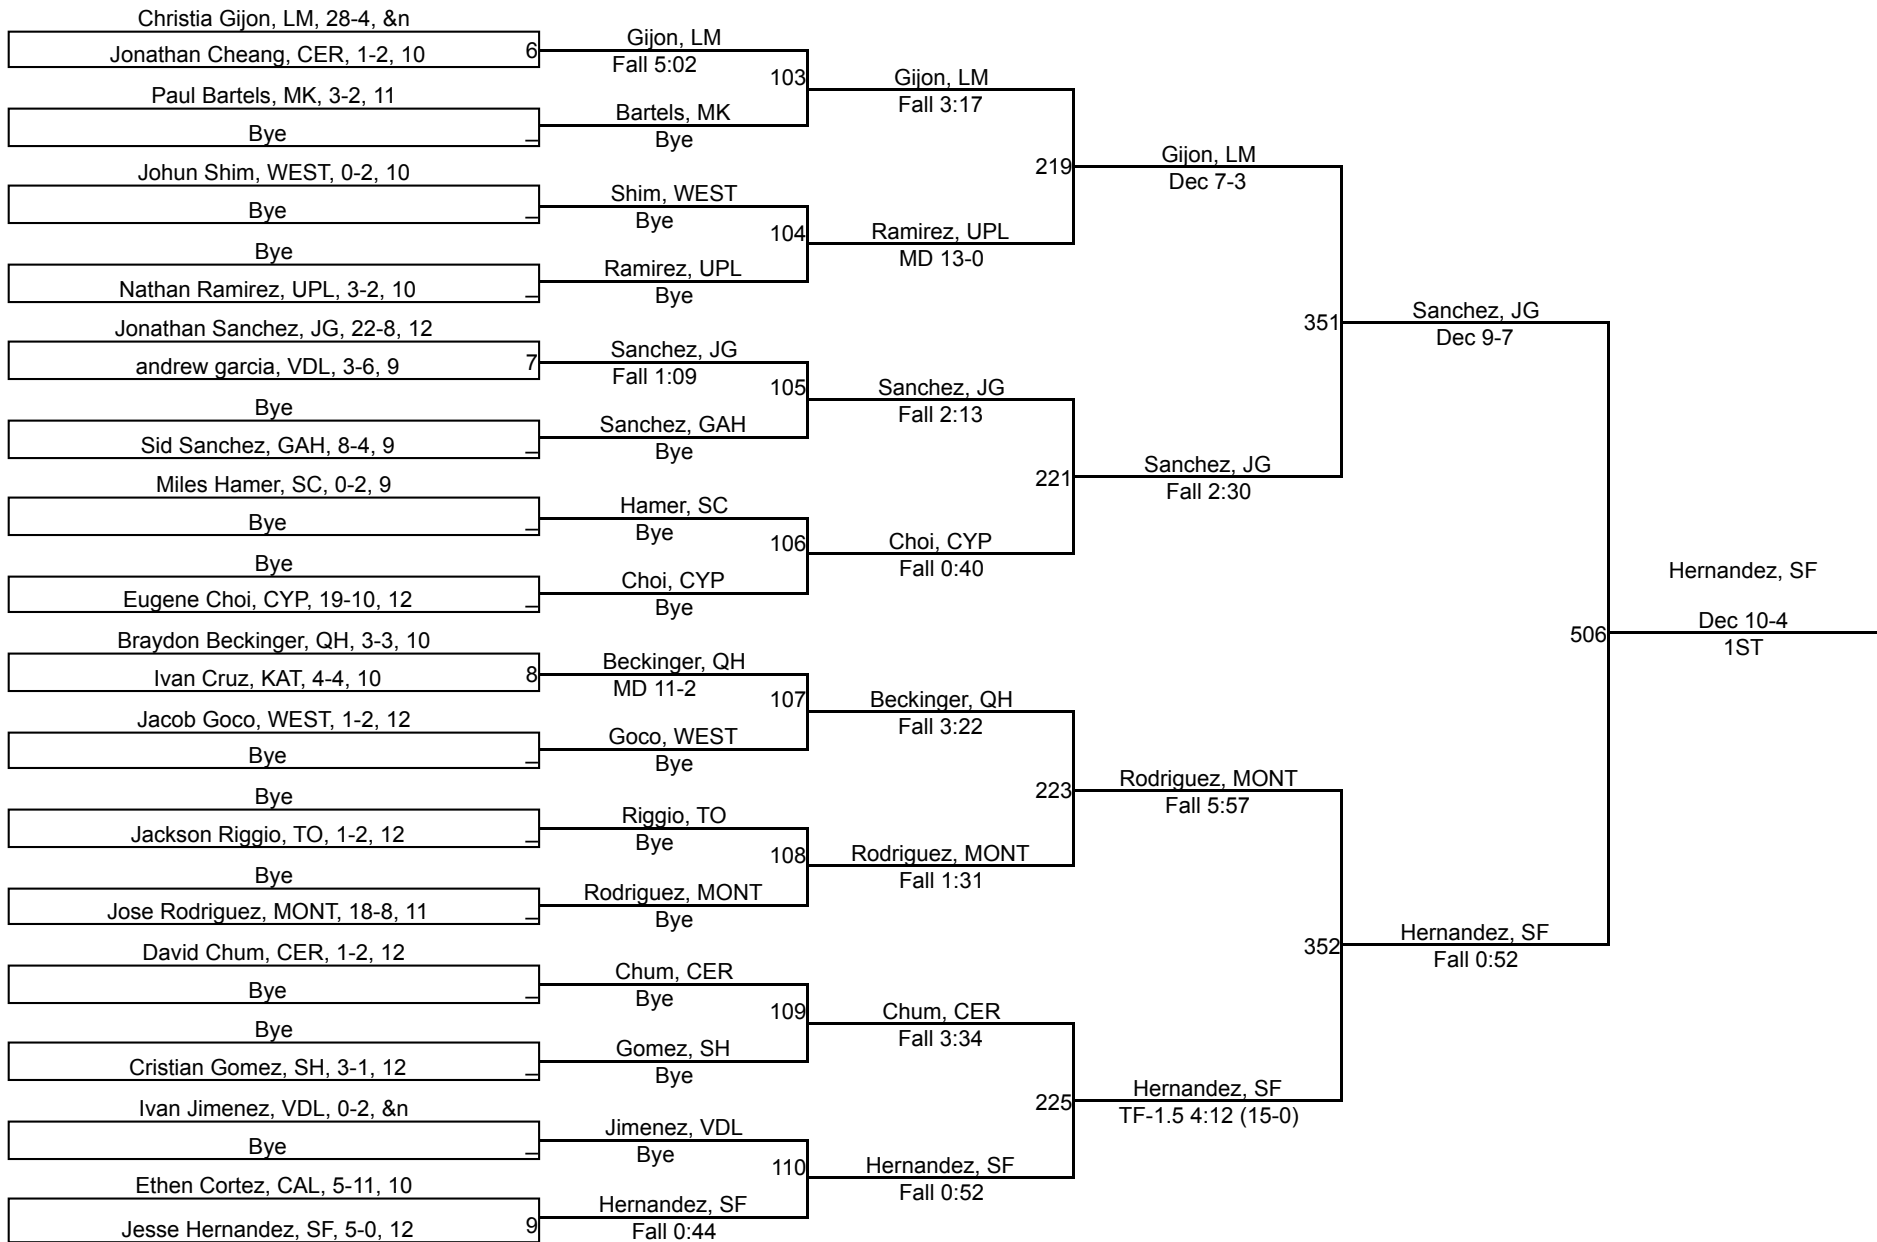 Christia Gijon, LM, 28-4, &n
Jonathan Cheang, CER, 1-2, 10
6
Paul Bartels, MK, 3-2, 11
Bye
Johun Shim, WEST, 0-2, 10
Bye
Bye
Nathan Ramirez, UPL, 3-2, 10
Jonathan Sanchez, JG, 22-8, 12
andrew garcia, VDL, 3-6, 9
7
Bye
Sid Sanchez, GAH, 8-4, 9
Miles Hamer, SC, 0-2, 9
Bye
Bye
Eugene Choi, CYP, 19-10, 12
Braydon Beckinger, QH, 3-3, 10
Ivan Cruz, KAT, 4-4, 10
8
Jacob Goco, WEST, 1-2, 12
Bye
Bye
Jackson Riggio, TO, 1-2, 12
Bye
Jose Rodriguez, MONT, 18-8, 11
David Chum, CER, 1-2, 12
Bye
Bye
Cristian Gomez, SH, 3-1, 12
Ivan Jimenez, VDL, 0-2, &n
Bye
Ethen Cortez, CAL, 5-11, 10
Jesse Hernandez, SF, 5-0, 12
9
Gijon, LM
Fall 5:02
103
Bartels, MK
Bye
Shim, WEST
Bye
104
Ramirez, UPL
Bye
Sanchez, JG
Fall 1:09
105
Sanchez, GAH
Bye
Hamer, SC
Bye
106
Choi, CYP
Bye
Beckinger, QH
MD 11-2
107
Goco, WEST
Bye
Riggio, TO
Bye
108
Rodriguez, MONT
Bye
Chum, CER
Bye
109
Gomez, SH
Bye
Jimenez, VDL
Bye
110
Hernandez, SF
Fall 0:44
Gijon, LM
Fall 3:17
219
Ramirez, UPL
MD 13-0
Sanchez, JG
Fall 2:13
221
Choi, CYP
Fall 0:40
Beckinger, QH
Fall 3:22
223
Rodriguez, MONT
Fall 1:31
Chum, CER
Fall 3:34
225
Hernandez, SF
Fall 0:52
Gijon, LM
Dec 7-3
351
Sanchez, JG
Fall 2:30
Rodriguez, MONT
Fall 5:57
352
Hernandez, SF
TF-1.5 4:12 (15-0)
Sanchez, JG
Dec 9-7
506
Hernandez, SF
Fall 0:52
Hernandez, SF
Dec 10-4
1ST